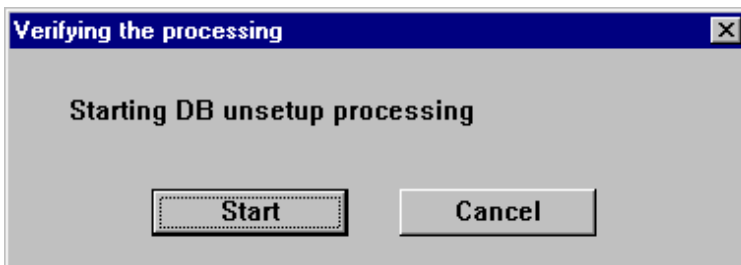 Verifying the processing
Starting DB unsetup processing
Start Cancel